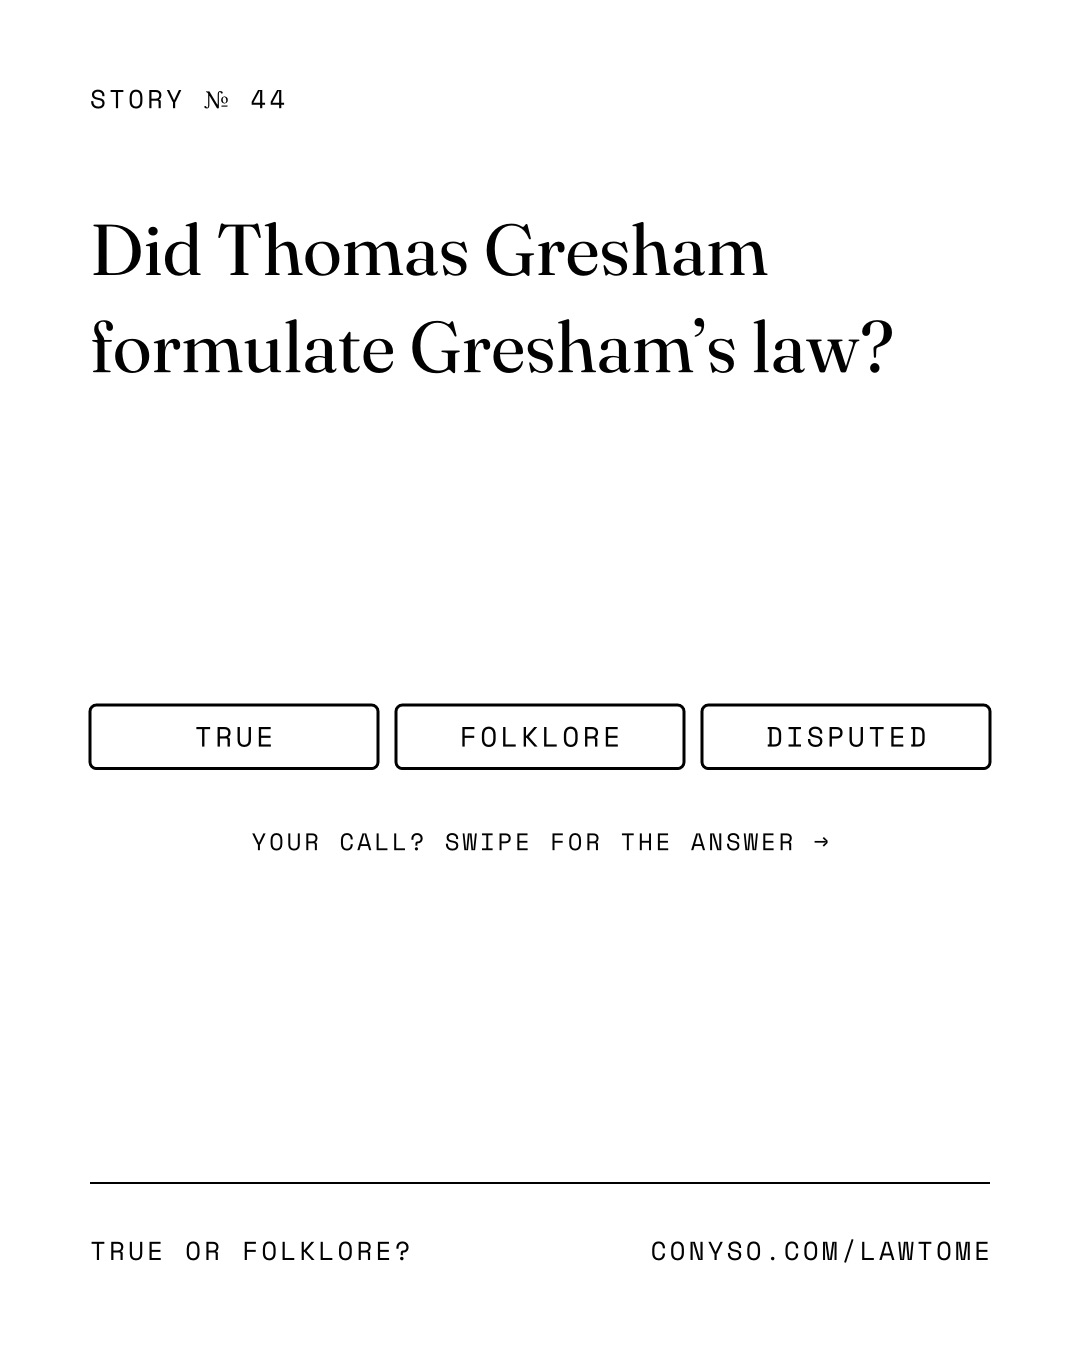 STORY № 44
Did Thomas Gresham
formulate Gresham’s law?
TRUE
FOLKLORE
DISPUTED
YOUR CALL? SWIPE FOR THE ANSWER →
TRUE OR FOLKLORE?
CONYSO.COM/LAWTOME